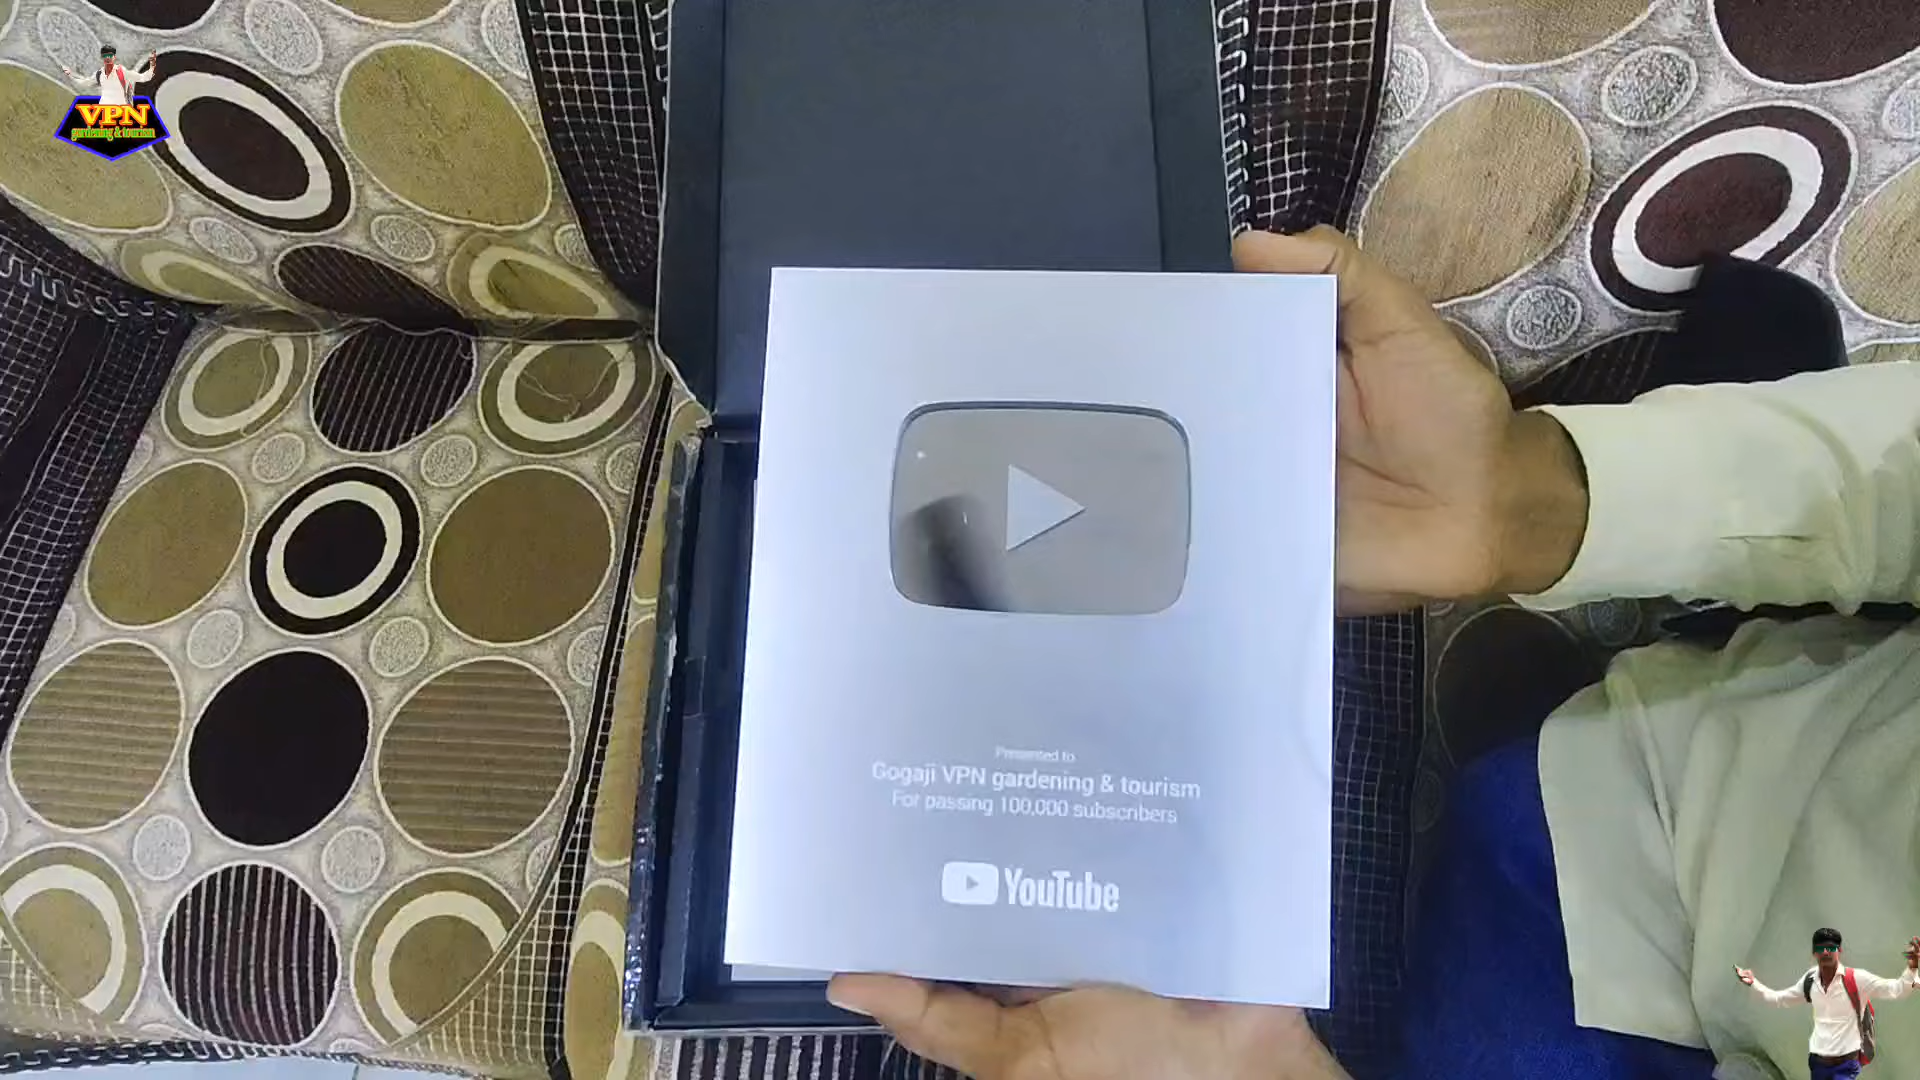 VPN
gardening & tourism
Presented to
Gogaji VPN gardening & tourism
For passing 100,000 subscribers
YouTube